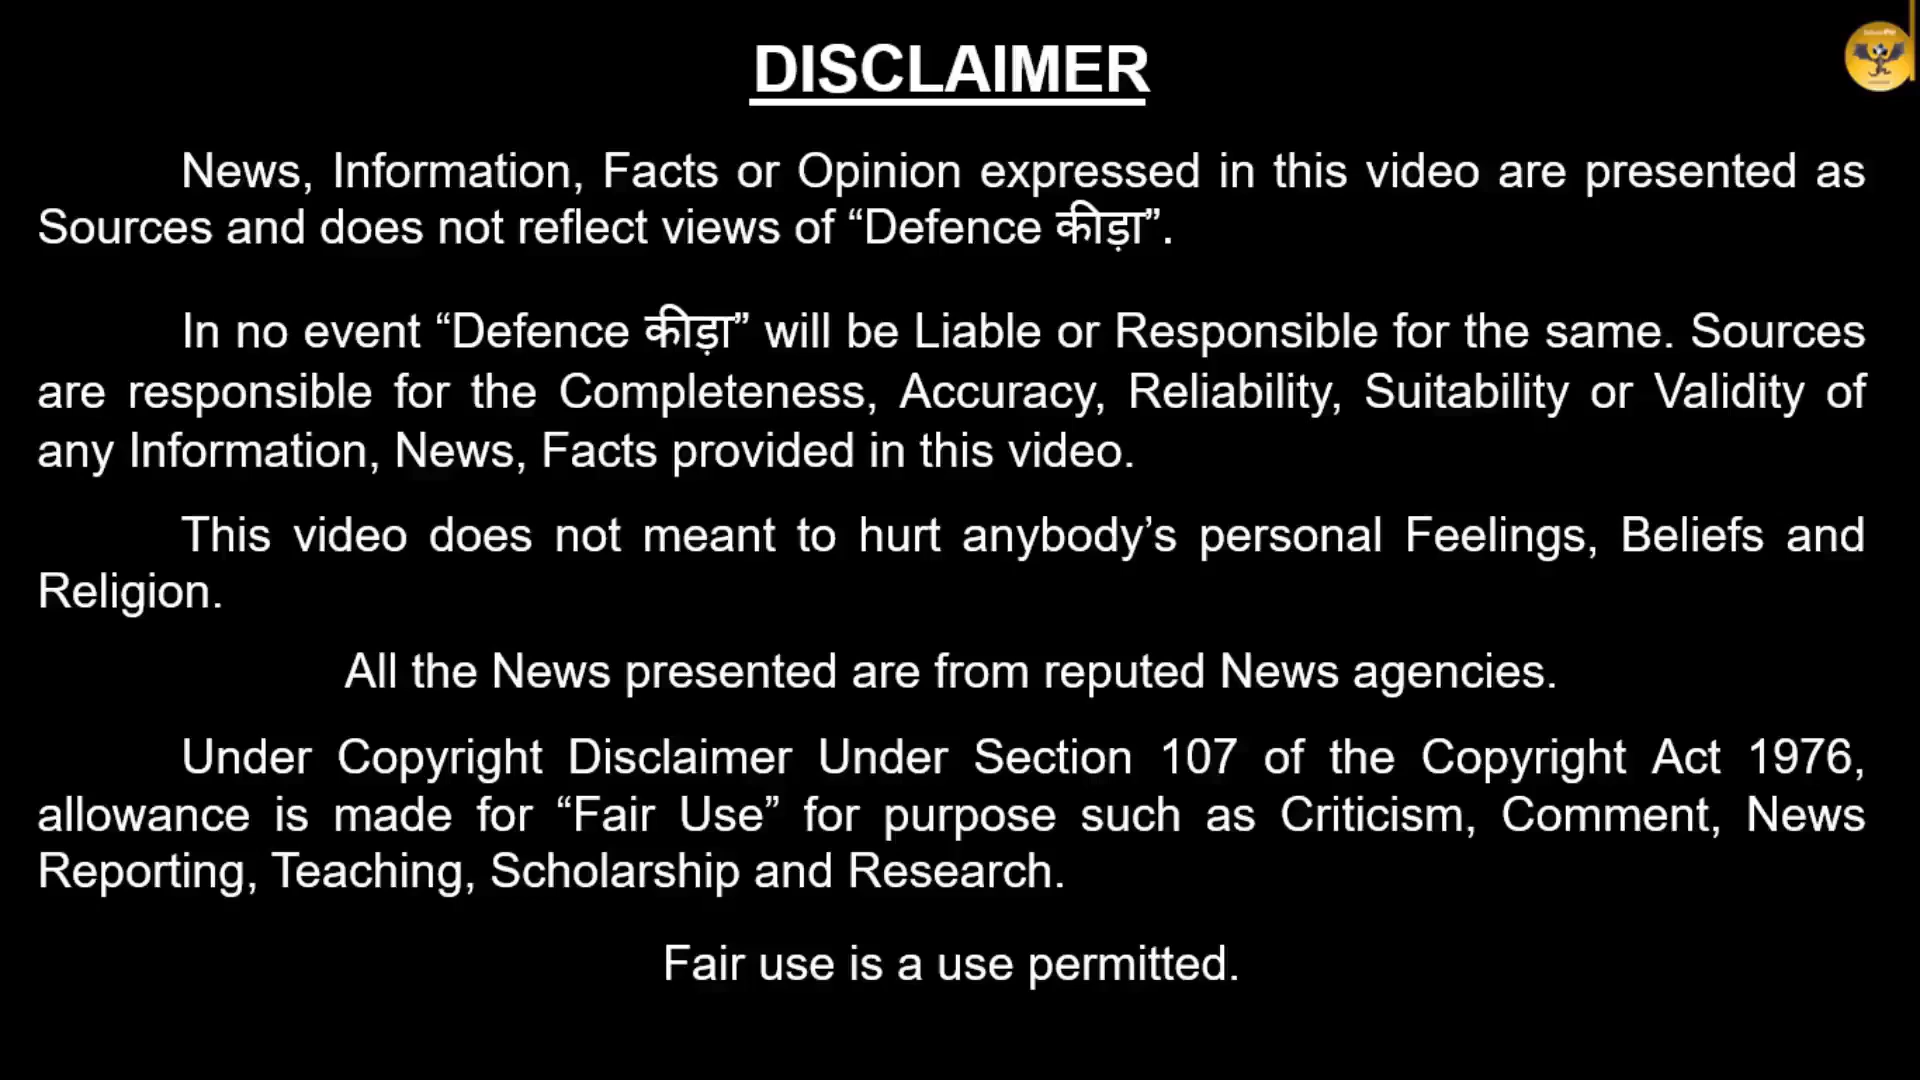 DISCLAIMER
News, Information, Facts or Opinion expressed in this video are presented as
Sources and does not reflect views of “Defence कीड़ा”.
In no event “Defence कीड़ा” will be Liable or Responsible for the same. Sources
are responsible for the Completeness, Accuracy, Reliability, Suitability or Validity of
any Information, News, Facts provided in this video.
This video does not meant to hurt anybody’s personal Feelings, Beliefs and
Religion.
All the News presented are from reputed News agencies.
Under Copyright Disclaimer Under Section 107 of the Copyright Act 1976,
allowance is made for “Fair Use” for purpose such as Criticism, Comment, News
Reporting, Teaching, Scholarship and Research.
Fair use is a use permitted.